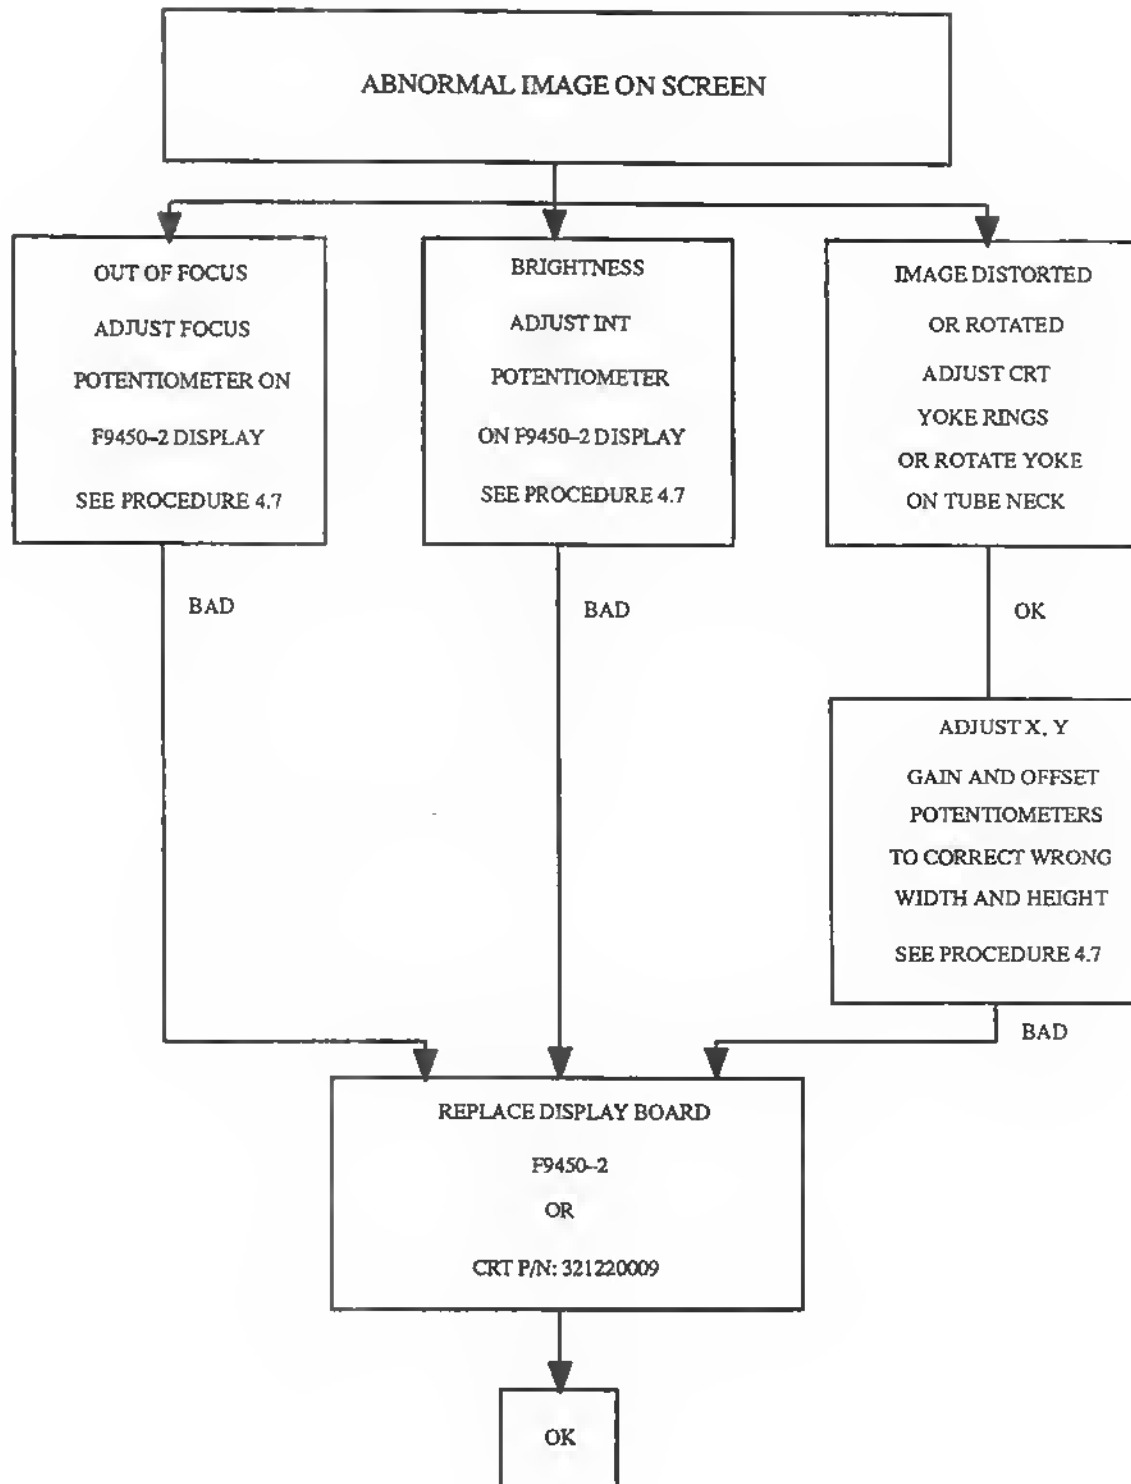 ABNORMAL IMAGE ON SCREEN
OUT OF FOCUS
ADJUST FOCUS
POTENTIOMETER ON
F9450–2 DISPLAY
SEE PROCEDURE 4.7
BRIGHTNESS
ADJUST INT
POTENTIOMETER
ON F9450–2 DISPLAY
SEE PROCEDURE 4.7
IMAGE DISTORTED
OR ROTATED
ADJUST CRT
YOKE RINGS
OR ROTATE YOKE
ON TUBE NECK
BAD
BAD
OK
ADJUST X, Y
GAIN AND OFFSET
POTENTIOMETERS
TO CORRECT WRONG
WIDTH AND HEIGHT
SEE PROCEDURE 4.7
BAD
REPLACE DISPLAY BOARD
F9450–2
OR
CRT P/N: 321220009
OK